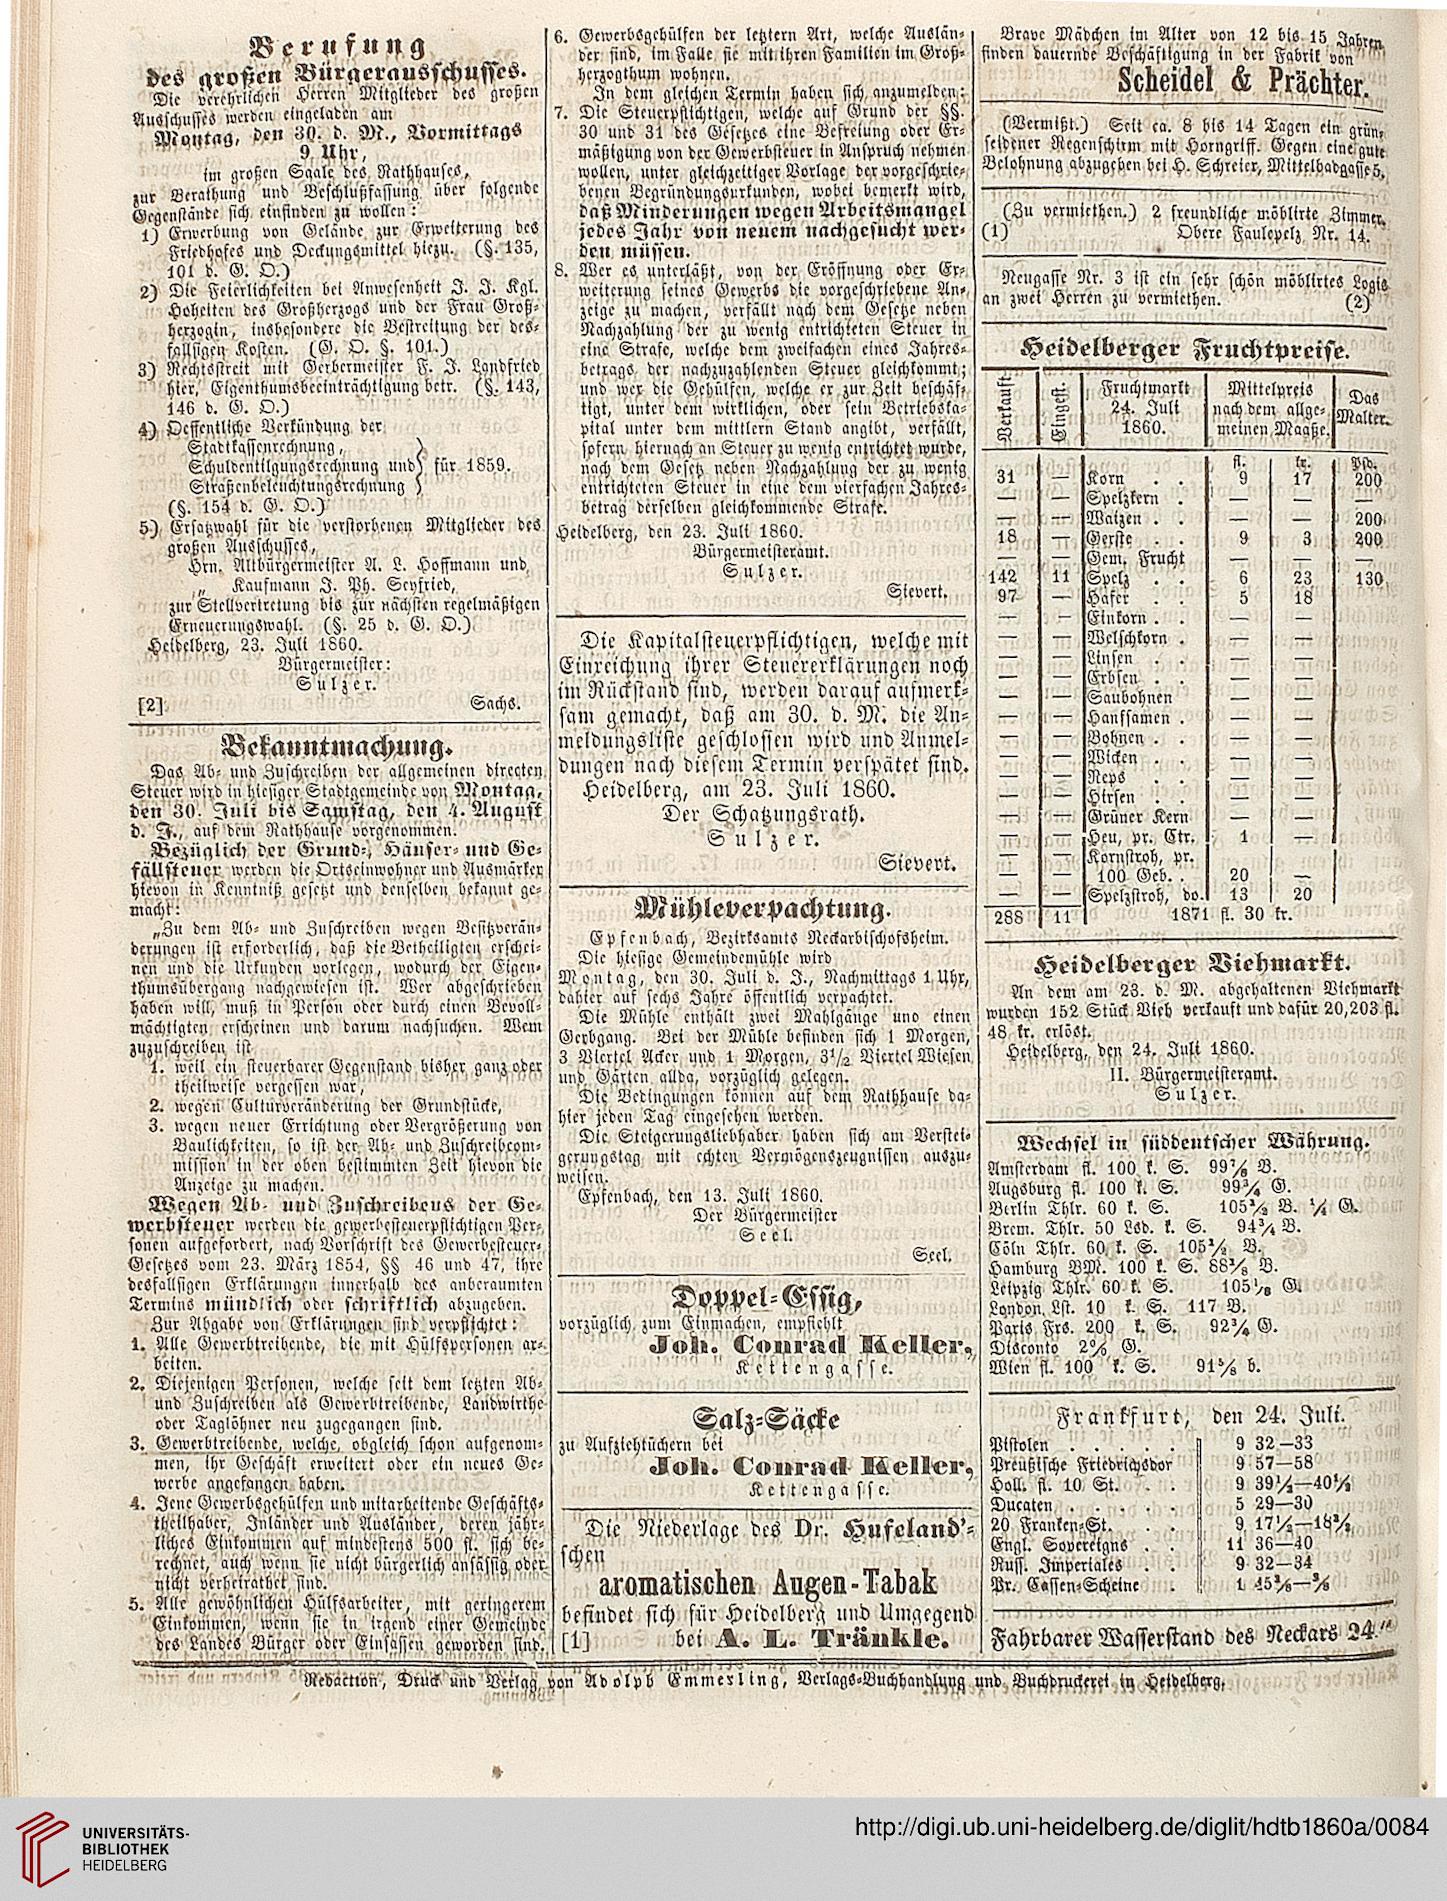 Berufung
des großen Bürgerausschusses.
Die verehrlichen Herren Mitglieder des großen
Ausschusses werden eingeladen am
Montag, den 30. d. M., Vormittags
9 Uhr,
im großen Saale des Rathhauses,
zur Berathung und Beschlußfassung über folgende
Gegenstände sich einfinden zu wollen:
1) Erwerbung von Gelände zur Erweiterung des
Friedhofes und Deckungsmittel hiezu. (§. 135,
101 d. G. O.)
2) Die Feierlichkeiten bei Anwesenheit J. J. Kgl.
Hoheiten des Großherzogs und der Frau Groß-
herzogin, insbesondere die Bestreitung der des-
fallsigen Kosten. (G. O. §. 101.)
3) Rechtsstreit mit Gerbermeister F. J. Landfried
hier, Eigenthumsbeeinträchtigung betr. (§. 143,
146 d. G. O.)
4) Oeffentliche Verkündung der
Stadtkassenrechnung,
Schuldentilgungsrechnung und } für 1859.
Straßenbeleuchtungsrechnung
(§. 154 d. G. O.)
5) Ersatzwahl für die verstorbenen Mitglieder des
großen Ausschusses,
Hrn. Altbürgermeister A. L. Hoffmann und
„ Kaufmann J. Ph. Seyfried,
zur Stellvertretung bis zur nächsten regelmäßigen
Erneuerungswahl. (§. 25 d. G. O.)
Heidelberg, 23. Juli 1860.
Bürgermeister:
Sulzer.
[2] Sachs.
Bekanntmachung.
Das Ab- und Zuschreiben der allgemeinen directen
Steuer wird in hiesiger Stadtgemeinde von Montag,
den 30. Juli bis Samstag, den 4. August
d. J., auf dem Rathhause vorgenommen.
Bezüglich der Grund-, Häuser- und Ge-
fällsteuer werden die Ortseinwohner und Ausmärker
hievon in Kenntniß gesetzt und denselben bekannt ge-
macht:
„Zu dem Ab- und Zuschreiben wegen Besitzverän-
derungen ist erforderlich, daß die Betheiligten erschei-
nen und die Urkunden vorlegen, wodurch der Eigen-
thumsübergang nachgewiesen ist. Wer abgeschrieben
haben will, muß in Person oder durch einen Bevoll-
mächtigten erscheinen und darum nachsuchen. Wem
zuzuschreiben ist
1. weil ein steuerbarer Gegenstand bisher ganz oder
theilweise vergessen war,
2. wegen Culturveränderung der Grundstücke,
3. wegen neuer Errichtung oder Vergrößerung von
Baulichkeiten, so ist der Ab- und Zuschreibcom-
mission in der oben bestimmten Zeit hievon die
Anzeige zu machen.
Wegen Ab- und Zuschreibens der Ge-
werbsteuer werden die gewerbesteuerpflichtigen Per-
sonen aufgefordert, nach Vorschrift des Gewerbesteuer-
Gesetzes vom 23. März 1854, §§ 46 und 47, ihre
desfallsigen Erklärungen innerhalb des anberaumten
Termins mündlich oder schriftlich abzugeben.
Zur Abgabe von Erklärungen sind verpflichtet:
1. Alle Gewerbtreibende, die mit Hülfspersonen ar-
beiten.
2. Diejenigen Personen, welche seit dem letzten Ab-
und Zuschreiben als Gewerbtreibende, Landwirthe
oder Taglöhner neu zugegangen sind.
3. Gewerbtreibende, welche, obgleich schon aufgenom-
men, ihr Geschäft erweitert oder ein neues Ge-
werbe angefangen haben.
4. Jene Gewerbsgehülfen und mitarbeitende Geschäfts-
theilhaber, Inländer und Ausländer, deren jähr-
liches Einkommen auf mindestens 500 fl. sich be-
rechnet, auch wenn sie nicht bürgerlich ansässig oder
nicht verheirathet sind.
5. Alle gewöhnlichen Hülfsarbeiter, mit geringerem
Einkommen, wenn sie in irgend einer Gemeinde
des Landes Bürger oder Einsassen geworden sind.
6. Gewerbsgehülfen der letztern Art, welche Auslän-
der sind, im Falle sie mit ihren Familien im Groß-
herzogthum wohnen.
In dem gleichen Termin haben sich anzumelden:
7. Die Steuerpflichtigen, welche auf Grund der §§.
30 und 31 des Gesetzes eine Befreiung oder Er-
mäßigung von der Gewerbsteuer in Anspruch nehmen
wollen, unter gleichzeitiger Vorlage der vorgeschrie-
benen Begründungsurkunden, wobei bemerkt wird,
daß Minderungen wegen Arbeitsmangel
jedes Jahr von neuem nachgesucht wer-
den müssen.
8. Wer es unterläßt, von der Eröffnung oder Er-
weiterung seines Gewerbs die vorgeschriebene An-
zeige zu machen, verfällt nach dem Gesetze neben
Nachzahlung der zu wenig entrichteten Steuer in
eine Strafe, welche dem zweifachen eines Jahres-
betrags der nachzuzahlenden Steuer gleichkommt;
und wer die Gehülfen, welche er zur Zeit beschäf-
tigt, unter dem wirklichen, oder sein Betriebska-
pital unter dem mittlern Stand angibt, verfällt,
sofern hiernach an Steuer zu wenig entrichtet wurde,
nach dem Gesetz neben Nachzahlung der zu wenig
entrichteten Steuer in eine dem vierfachen Jahres-
betrag derselben gleichkommende Strafe.
Heidelberg, den 23. Juli 1860.
Bürgermeisteramt.
Sulzer.
Sievert.
Die Kapitalsteuerpflichtigen, welche mit
Einreichung ihrer Steuererklärungen noch
im Rückstand sind, werden darauf aufmerk-
sam gemacht, daß am 30. d. M. die An-
meldungsliste geschlossen wird und Anmel-
dungen nach diesem Termin verspätet sind.
Heidelberg, am 23. Juli 1860.
Der Schatzungsrath.
Sulzer.
Sievert.
Mühleverpachtung.
Epfenbach, Bezirksamts Neckarbischofsheim.
Die hiesige Gemeindemühle wird
Montag, den 30. Juli d. J., Nachmittags 1 Uhr,
dahier auf sechs Jahre öffentlich verpachtet.
Die Mühle enthält zwei Mahlgänge uno einen
Gerbgang. Bei der Mühle befinden sich 1 Morgen,
3 Viertel Acker und 1 Morgen, 3½ Viertel Wiesen
und Gärten allda, vorzüglich gelegen.
Die Bedingungen können auf dem Rathhause da-
hier jeden Tag eingesehen werden.
Die Steigerungsliebhaber haben sich am Verstei-
gerungstag mit echten Vermögenszeugnissen auszu-
weisen.
Epfenbach, den 13. Juli 1860.
Der Bürgermeister
Seel.
Seel.
Doppel-Essig,
vorzüglich zum Einmachen, empfiehlt
Joh. Conrad Keller,
Kettengasse.
Salz-Säcke
zu Aufziehtüchern bei
Joh. Conrad Keller,
Kettengasse.
Die Niederlage des Dr. Hufeland'-
schen
aromatischen Augen-Tabak
befindet sich für Heidelberg und Umgegend
[1] bei A. L. Tränkle.
Brave Mädchen im Alter von 12 bis 15 Jahren
finden dauernde Beschäftigung in der Fabrik von
Scheidel & Prächter.
(Vermißt.) Seit ca. 8 bis 14 Tagen ein grün-
seidener Regenschirm mit Horngriff. Gegen eine gute
Belohnung abzugeben bei H. Schreier, Mittelbadgasse 5.
(Zu vermiethen.) 2 freundliche möblirte Zimmer.
(1) Obere Faulepelz Nr. 14.
Neugasse Nr. 3 ist ein sehr schön möblirtes Logis
an zwei Herren zu vermiethen. (2)
Heidelberger Fruchtpreise.
Verkauft. | Eingest. | Fruchtmarkt 24. Juli 1860. | Mittelpreis nach dem allge- meinen Maaße. | Das Malter.
fl. | kr. | Pfd.
31 | — | Korn . . | 9 | 17 | 200
— | — | Spelzkern . | — | — | —
— | — | Waizen . . | — | — | 200
18 | — | Gerste . . | 9 | 3 | 200
— | — | Gem. Frucht | — | — | —
142 | 11 | Spelz . . | 6 | 23 | 130
97 | — | Hafer . . | 5 | 18
— | — | Einkorn . . | — | —
— | — | Welschkorn . | — | —
— | — | Linsen . . | — | —
— | — | Erbsen . . | — | —
— | — | Saubohnen | — | —
— | — | Hanfsamen . | — | —
— | — | Bohnen . . | — | —
— | — | Wicken . . | — | —
— | — | Reps . . | — | —
— | — | Hirsen . . | — | —
— | — | Grüner Kern | — | —
— | — | Heu, pr. Ctr. | 1 | —
— | — | Kornstroh, pr.
— | — | 100 Geb. . | 20 | —
— | — | Spelzstroh, do. | 13 | 20
288 | 11 | 1871 fl. 30 kr.
Heidelberger Viehmarkt.
An dem am 23. d. M. abgehaltenen Viehmarkt
wurden 152 Stück Vieh verkauft und dafür 20,203 fl.
48 kr. erlöst.
Heidelberg, den 24. Juli 1860.
II. Bürgermeisteramt.
Sulzer.
Wechsel in süddeutscher Währung.
Amsterdam fl. 100 k. S. 99⅞ B.
Augsburg fl. 100 k. S. 99¾ G.
Berlin Thlr. 60 k. S. 105½ B. ¼ G.
Brem. Thlr. 50 Lsd. k. S. 94¾ B.
Cöln Thlr. 60 k. S. 105½ B.
Hamburg BM. 100 k. S. B.
Leipzig Thlr. 60 k. S. G.
London Lst. 10 k. S. 117 B.
Paris Frs. 200 k. S. 92¾ G.
Disconto 2% G.
Wien fl. 100 k. S. b.
Frankfurt, den 24. Juli.
Pistolen . . . . . 9 32—33
Preußische Friedrichsdor 9 57—58
Holl. fl. 10 St. . . 9 39½—40½
Ducaten . . . . 5 29—30
20 Franken-St. . . 9 17½—18½
Engl. Sovereigns . . 11 36—40
Russ. Imperiales . . 9 32—34
Pr. Cassen-Scheine .
Fahrbarer Wasserstand des Neckars 24"
Redaction, Druck und Verlag von Adolph Emmerling, Verlags-Buchhandlung und Buchdruckerei in Heidelberg.
UNIVERSITÄTS-
BIBLIOTHEK
HEIDELBERG
http://digi.ub.uni-heidelberg.de/diglit/hdtb1860a/0084